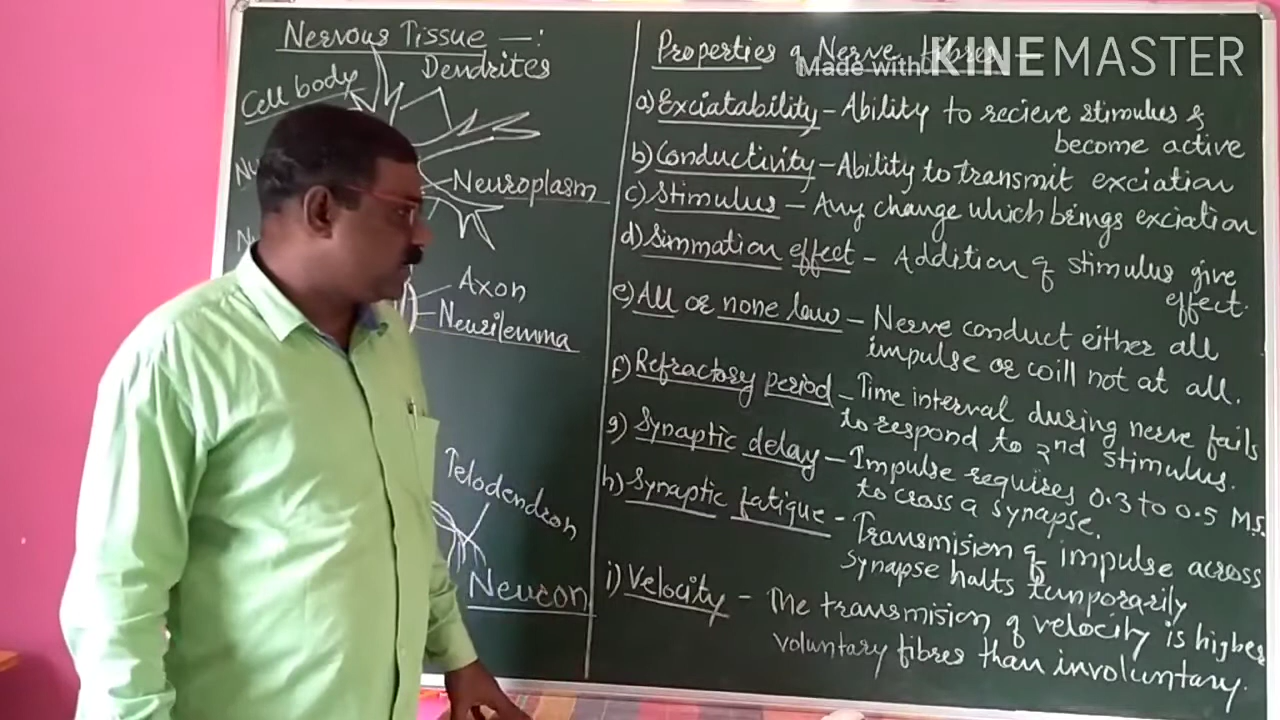 Nervous Tissue —:
Dendrites
Cell body
Nu
Neuroplasm
N
Axon
Neurilemma
Telodendron
Neuron
Properties of Nerve fibres —
Made with KINEMASTER
a) Exciatability – Ability to recieve stimulus &
become active
b) Conductivity – Ability to transmit exciation
c) Stimulus – Any change which brings exciation
d) Simmation effect – Addition of stimulus give
effect.
e) All or none law – Nerve conduct either all
impulse or will not at all.
f) Refractory period – Time interval during nerve fails
to respond to 2nd stimulus.
g) Synaptic delay – Impulse requires 0.3 to 0.5 M.S.
to cross a synapse.
h) Synaptic fatigue – Transmision of impulse across
synapse halts tumporarily
i) Velocity – The transmision of velocity is higher
voluntary fibres than involuntary.